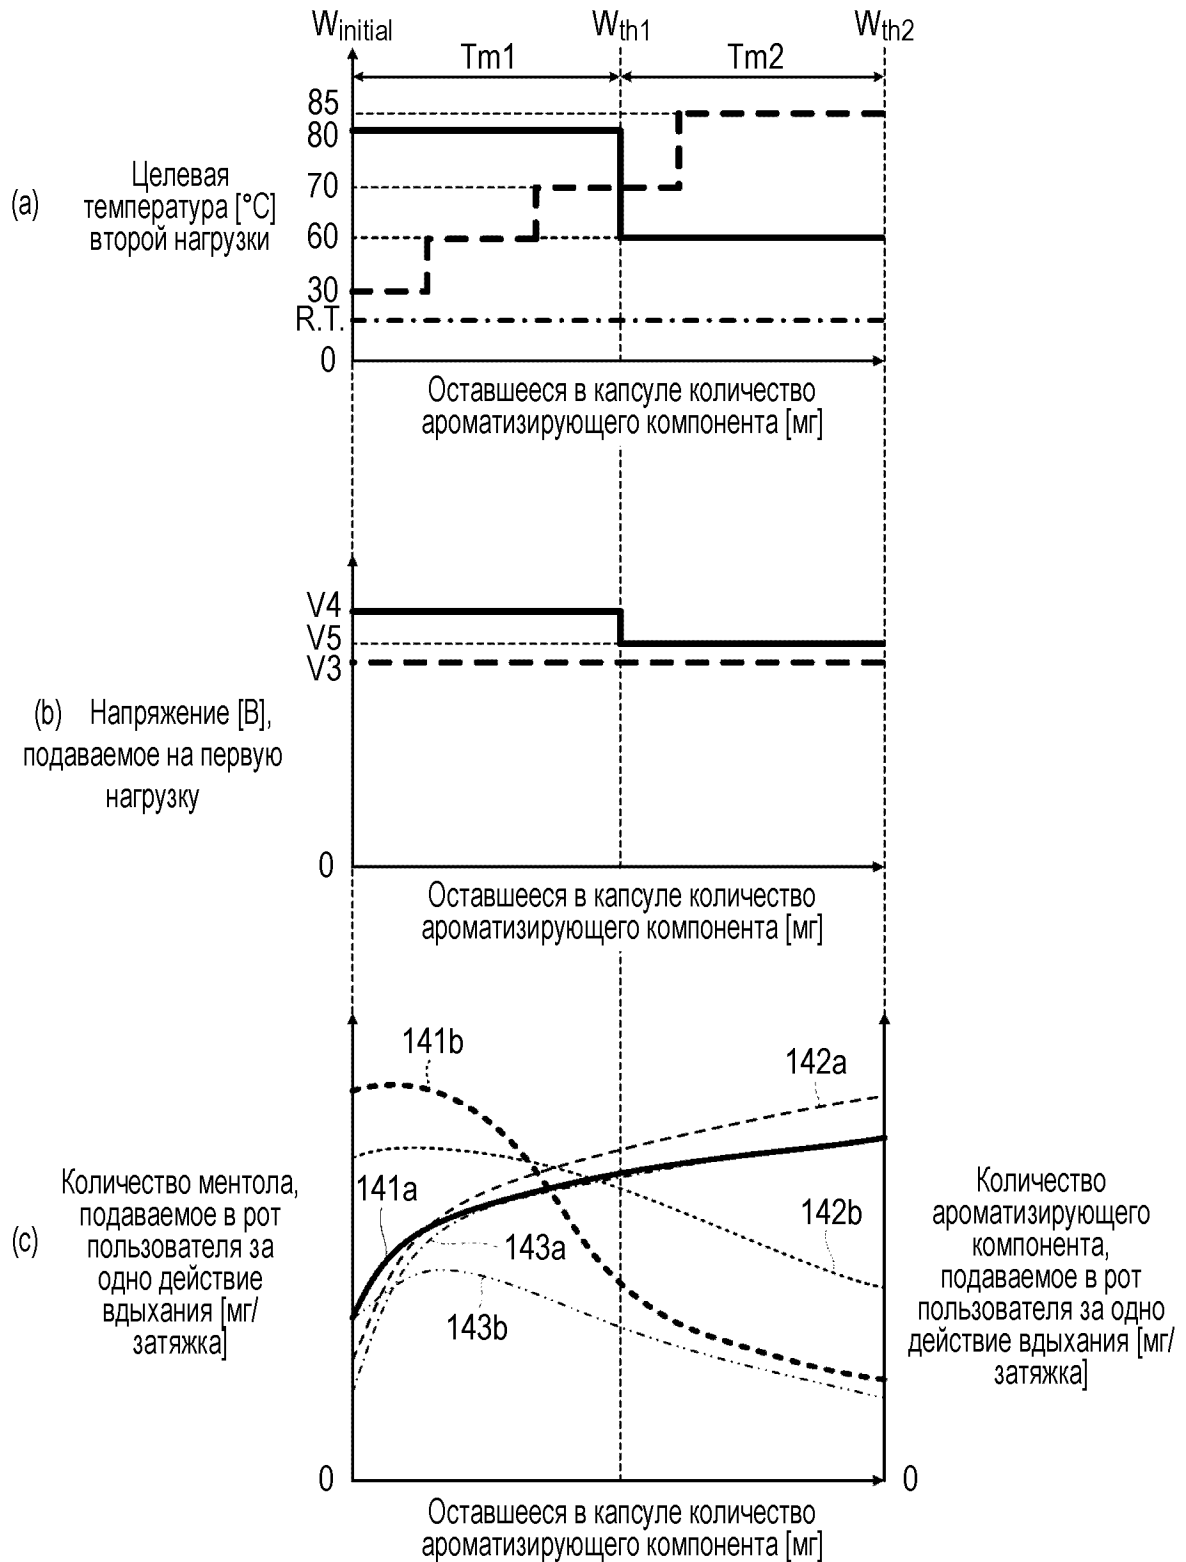 Winitial
Wth1
Wth2
Tm1
Tm2
85
80
70
60
30
R.T.
0
(a)
Целевая
температура [°C]
второй нагрузки
Оставшееся в капсуле количество
ароматизирующего компонента [мг]
V4
V5
V3
(b) Напряжение [В],
подаваемое на первую
нагрузку
0
Оставшееся в капсуле количество
ароматизирующего компонента [мг]
141b
142a
141a
143a
142b
143b
(c)
Количество ментола,
подаваемое в рот
пользователя за
одно действие
вдыхания [мг/
затяжка]
Количество
ароматизирующего
компонента,
подаваемое в рот
пользователя за одно
действие вдыхания [мг/
затяжка]
0
0
Оставшееся в капсуле количество
ароматизирующего компонента [мг]